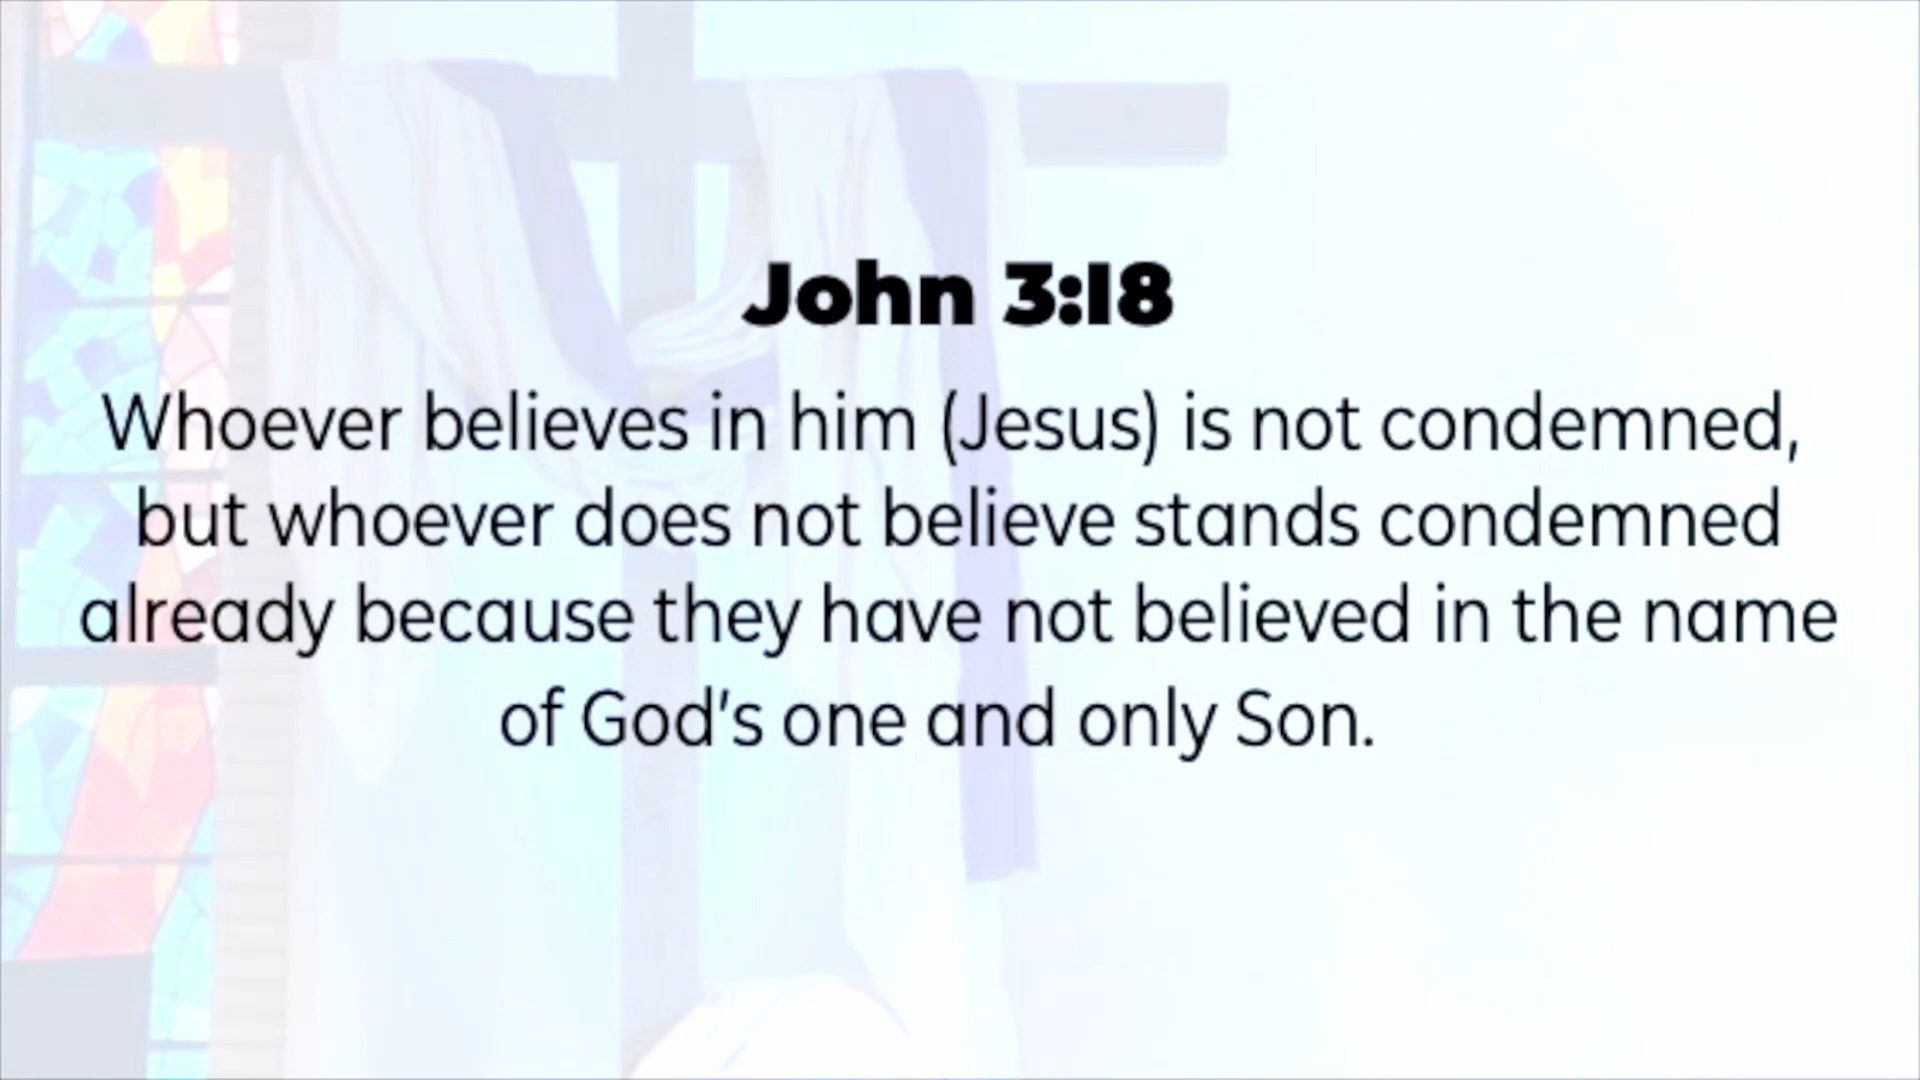 John 3:18
Whoever believes in him (Jesus) is not condemned,
but whoever does not believe stands condemned
already because they have not believed in the name
of God's one and only Son.